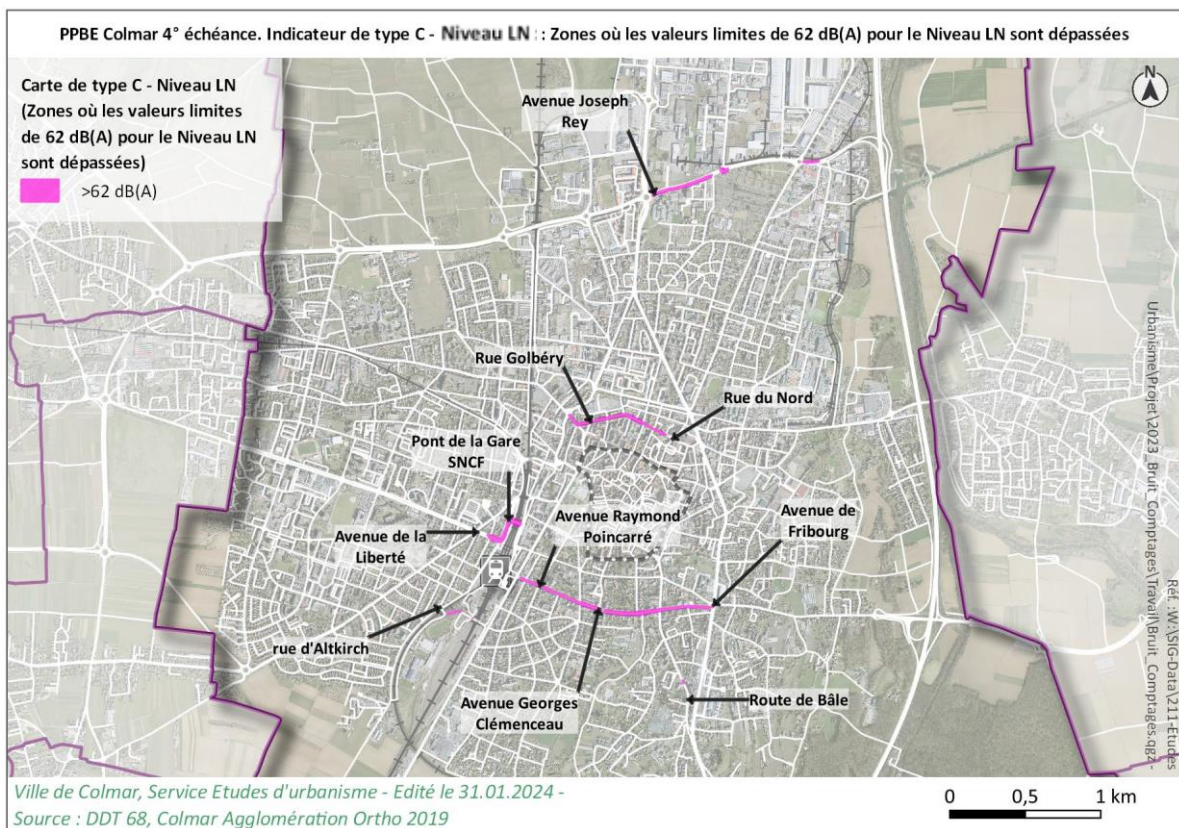 PPBE Colmar 4° échéance. Indicateur de type C - Niveau LN : : Zones où les valeurs limites de 62 dB(A) pour le Niveau LN sont dépassées
Carte de type C - Niveau LN
(Zones où les valeurs limites
de 62 dB(A) pour le Niveau LN
sont dépassées)
>62 dB(A)
N
Avenue Joseph
Rey
Rue Golbéry
Rue du Nord
Pont de la Gare
SNCF
Avenue Raymond
Poincarré
Avenue de
Fribourg
Avenue de la
Liberté
rue d'Altkirch
Avenue Georges
Clémenceau
Route de Bâle
Réf. :W:\SIG-Data\211-Etudes
Urbanisme\Projet\2023_Bruit_Comptages\Travail\Bruit_Comptages.qgz -
Ville de Colmar, Service Etudes d'urbanisme - Edité le 31.01.2024 -
Source : DDT 68, Colmar Agglomération Ortho 2019
0 0,5 1 km